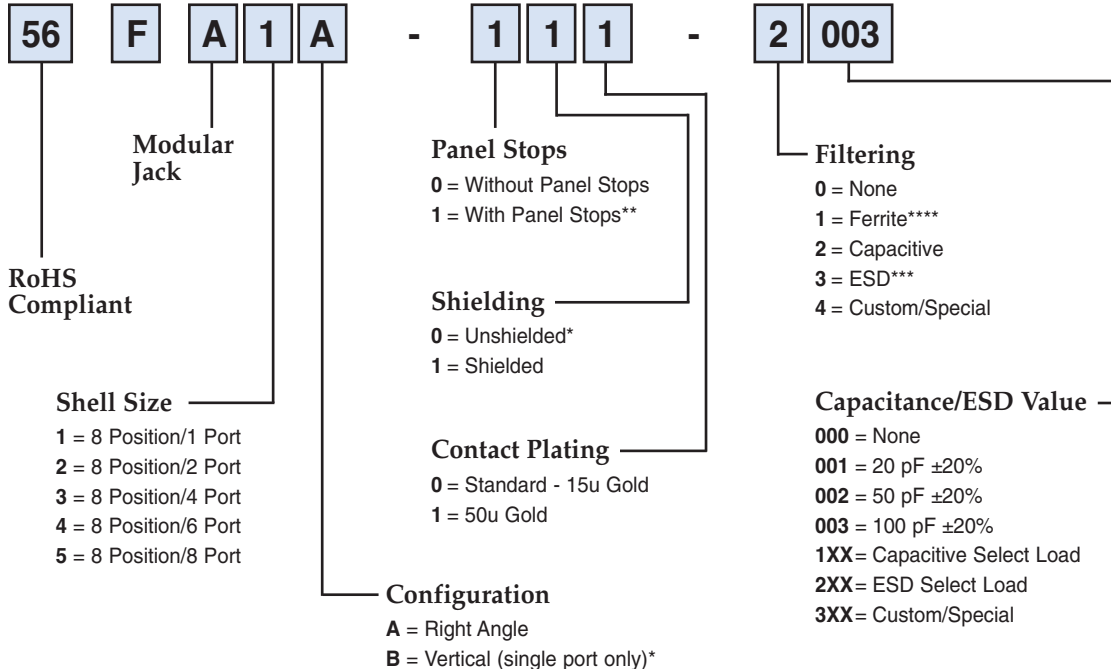 56 F A 1 A - 1 1 1 - 2 003
Modular
Jack
RoHS
Compliant
Shell Size
1 = 8 Position/1 Port
2 = 8 Position/2 Port
3 = 8 Position/4 Port
4 = 8 Position/6 Port
5 = 8 Position/8 Port
Panel Stops
0 = Without Panel Stops
1 = With Panel Stops**
Shielding
0 = Unshielded*
1 = Shielded
Contact Plating
0 = Standard - 15u Gold
1 = 50u Gold
Configuration
A = Right Angle
B = Vertical (single port only)*
Filtering
0 = None
1 = Ferrite****
2 = Capacitive
3 = ESD***
4 = Custom/Special
Capacitance/ESD Value
000 = None
001 = 20 pF ±20%
002 = 50 pF ±20%
003 = 100 pF ±20%
1XX= Capacitive Select Load
2XX= ESD Select Load
3XX= Custom/Special